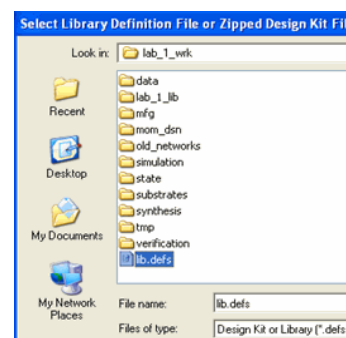 Select Library Definition File or Zipped Design Kit Fil
Look in: lab_1_wrk
Recent
Desktop
My Documents
My Network
Places
data
lab_1_lib
mfg
mom_dsn
old_networks
simulation
state
substrates
synthesis
tmp
verification
lib.defs
File name: lib.defs
Files of type: Design Kit or Library (*.defs